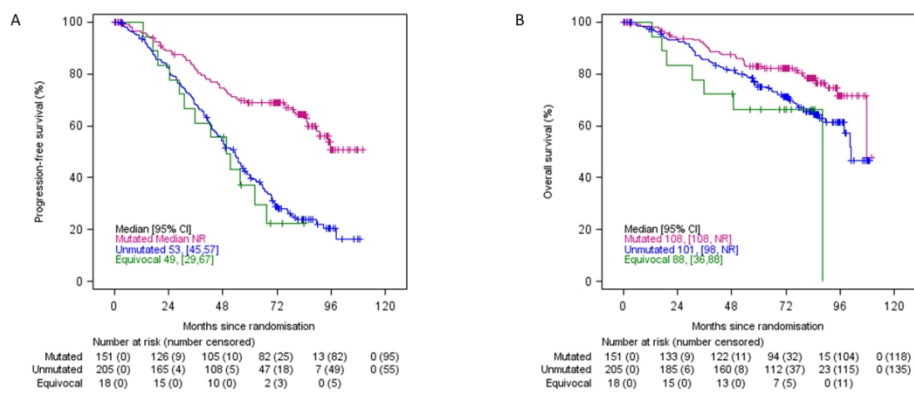 A
Progression-free survival (%)
100
80
60
40
20
0
Median [95% CI]
Mutated Median NR
Unmutated 53, [45,57]
Equivocal 49, [29,67]
0 24 48 72 96 120
Months since randomisation
Number at risk (number censored)
Mutated 151 (0) 126 (9) 105 (10) 82 (25) 13 (82) 0 (95)
Unmutated 205 (0) 165 (4) 108 (5) 47 (18) 7 (49) 0 (55)
Equivocal 18 (0) 15 (0) 10 (0) 2 (3) 0 (5)
B
Overall survival (%)
100
80
60
40
20
0
Median [95% CI]
Mutated 108, [108, NR]
Unmutated 101, [98, NR]
Equivocal 88, [36,88]
0 24 48 72 96 120
Months since randomisation
Number at risk (number censored)
Mutated 151 (0) 133 (9) 122 (11) 94 (32) 15 (104) 0 (118)
Unmutated 205 (0) 185 (6) 160 (8) 112 (37) 23 (115) 0 (135)
Equivocal 18 (0) 15 (0) 13 (0) 7 (5) 0 (11)